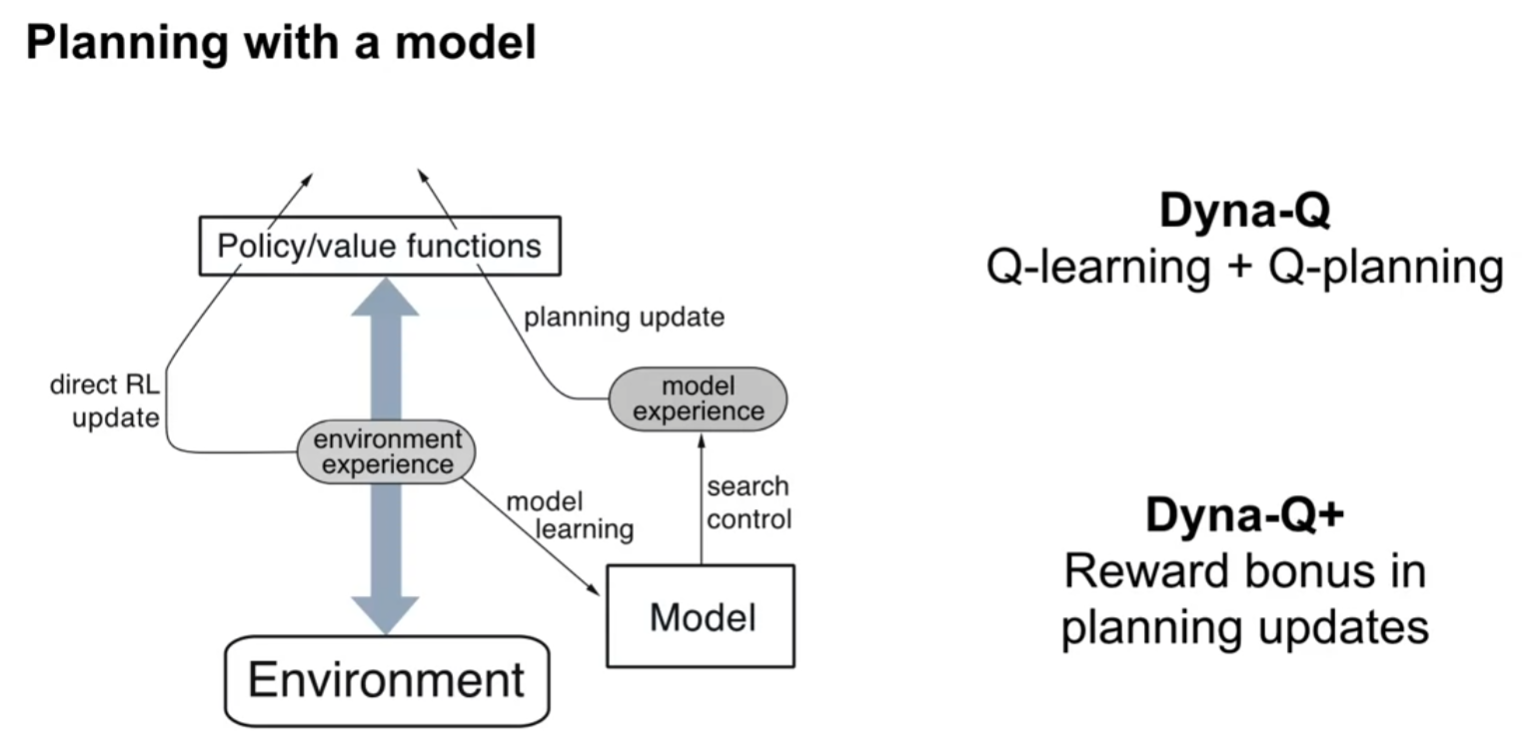 Planning with a model
Policy/value functions
planning update
direct RL
update
model
experience
environment
experience
model
learning
search
control
Model
Environment
Dyna-Q
Q-learning + Q-planning
Dyna-Q+
Reward bonus in
planning updates